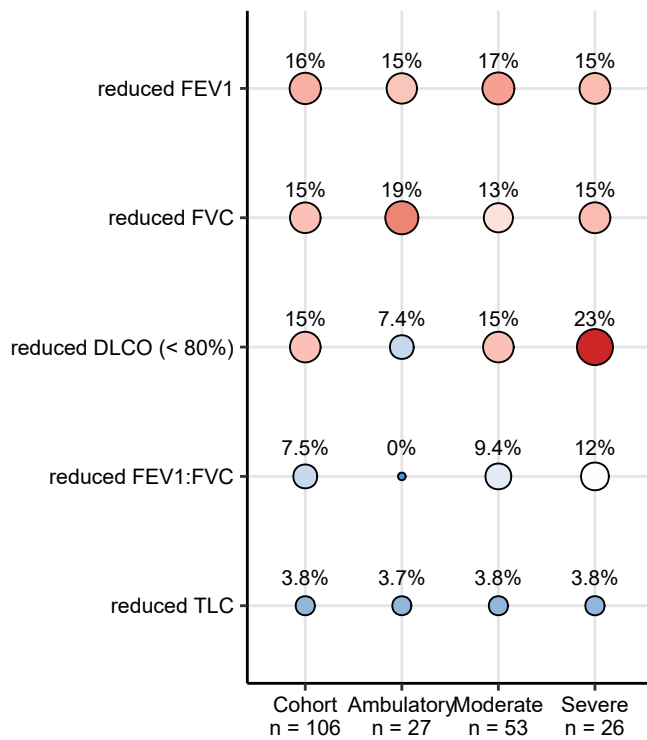 16% 15% 17% 15%
reduced FEV1
15% 19% 13% 15%
reduced FVC
15% 7.4% 15% 23%
reduced DLCO (< 80%)
7.5% 0% 9.4% 12%
reduced FEV1:FVC
3.8% 3.7% 3.8% 3.8%
reduced TLC
Cohort Ambulatory Moderate Severe
n = 106 n = 27 n = 53 n = 26